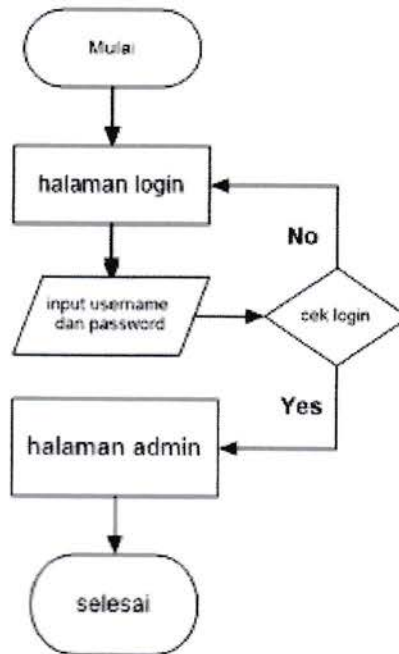 Mulai
halaman login
No
input username
dan password
cek login
Yes
halaman admin
selesai